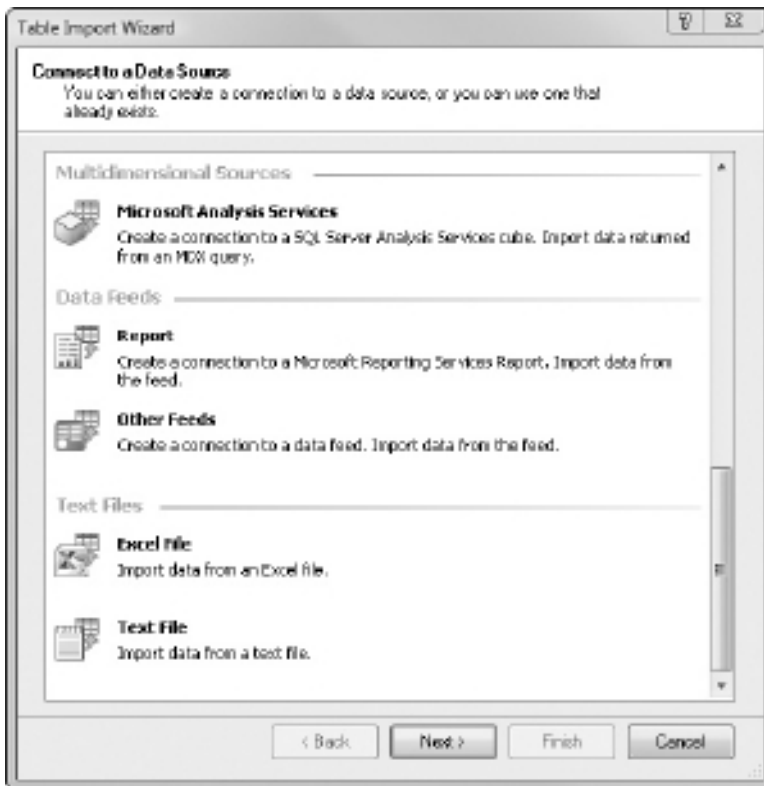 Table Import Wizard
Connect to a Data Source
You can either create a connection to a data source, or you can use one that
already exists.
Multidimensional Sources
Microsoft Analysis Services
Create a connection to a SQL Server Analysis Services cube. Import data returned
from an MDX query.
Data Feeds
Report
Create a connection to a Microsoft Reporting Services Report. Import data from
the feed.
Other Feeds
Create a connection to a data feed. Import data from the feed.
Text Files
Excel File
Import data from an Excel file.
Text File
Import data from a text file.
< Back
Next >
Finish
Cancel